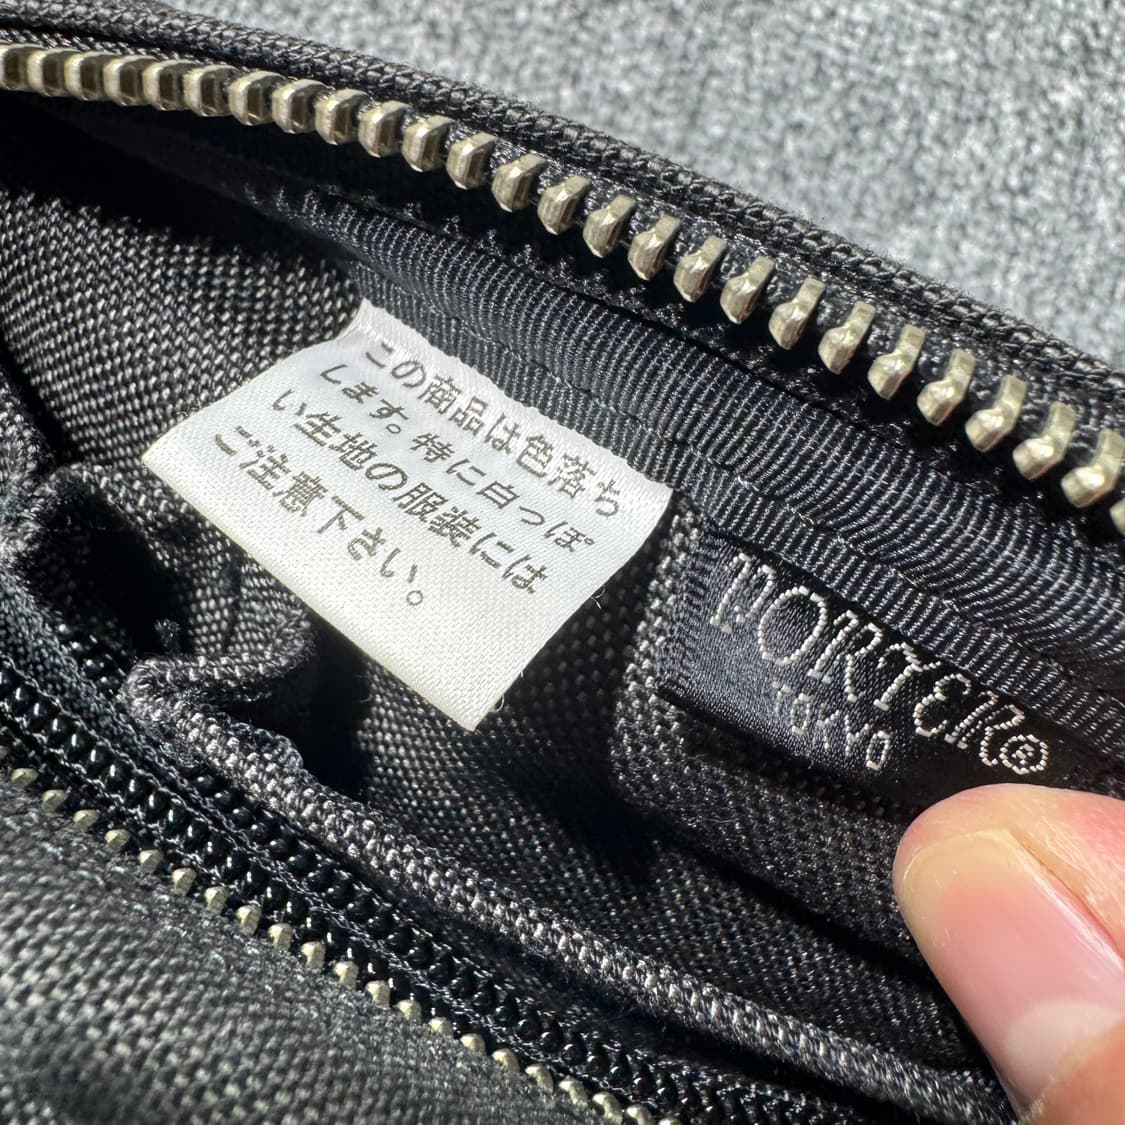 この商品は色落ち
します。特に白っぽ
い生地の服装には
ご注意下さい。
PORTER®
TOKYO